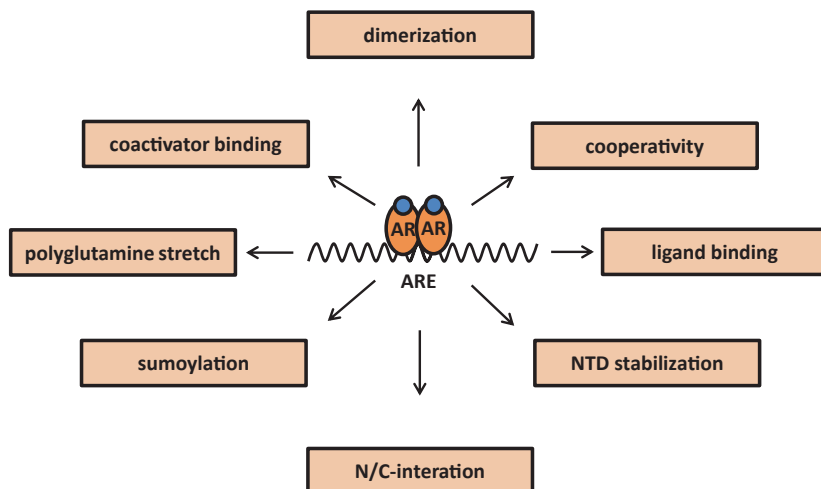 dimerization
coactivator binding
cooperativity
AR AR
polyglutamine stretch
ligand binding
ARE
sumoylation
NTD stabilization
N/C-interation